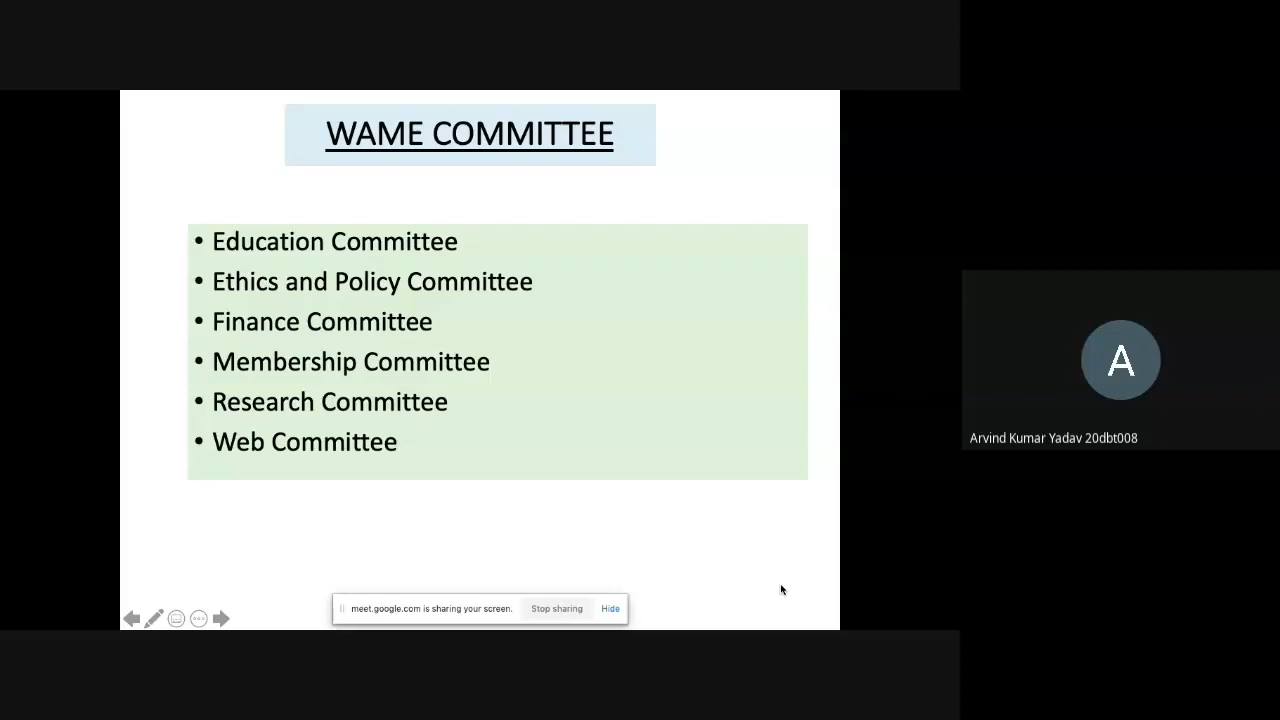 WAME COMMITTEE
• Education Committee
• Ethics and Policy Committee
• Finance Committee
• Membership Committee
• Research Committee
• Web Committee
meet.google.com is sharing your screen. Stop sharing Hide
A
Arvind Kumar Yadav 20dbt008